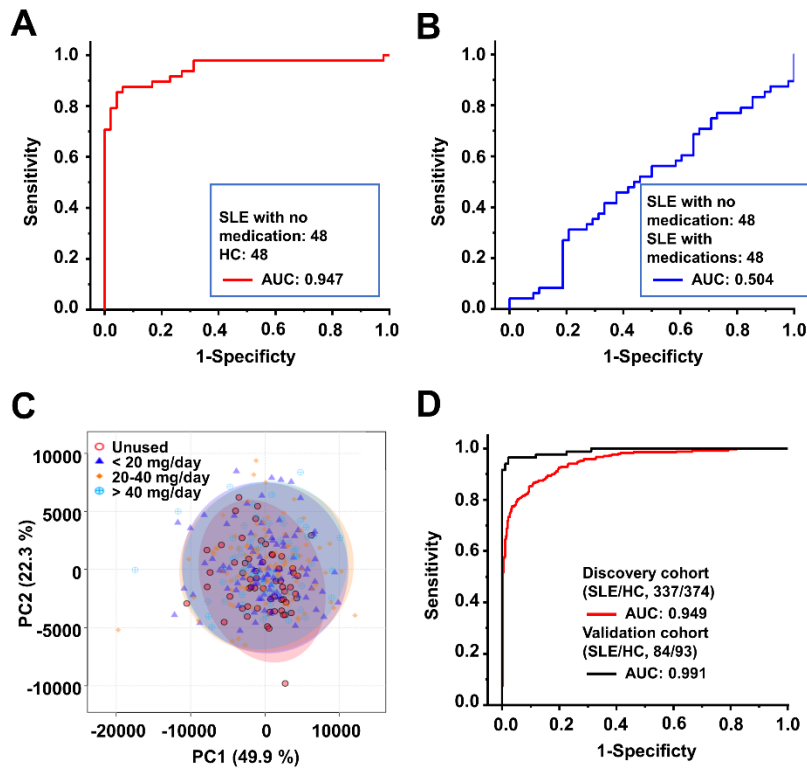 A
1.0
0.8
0.6
0.4
0.2
0.0
Sensitivity
SLE with no
medication: 48
HC: 48
AUC: 0.947
0.0 0.2 0.4 0.6 0.8 1.0
1-Specificty
B
1.0
0.8
0.6
0.4
0.2
0.0
Sensitivity
SLE with no
medication: 48
SLE with
medications: 48
AUC: 0.504
0.0 0.2 0.4 0.6 0.8 1.0
1-Specificty
C
10000
5000
0
-5000
-10000
PC2 (22.3 %)
Unused
< 20 mg/day
20-40 mg/day
> 40 mg/day
-20000 -10000 0 10000
PC1 (49.9 %)
D
1.0
0.8
0.6
0.4
0.2
0.0
Sensitivity
Discovery cohort
(SLE/HC, 337/374)
AUC: 0.949
Validation cohort
(SLE/HC, 84/93)
AUC: 0.991
0.0 0.2 0.4 0.6 0.8 1.0
1-Specificty